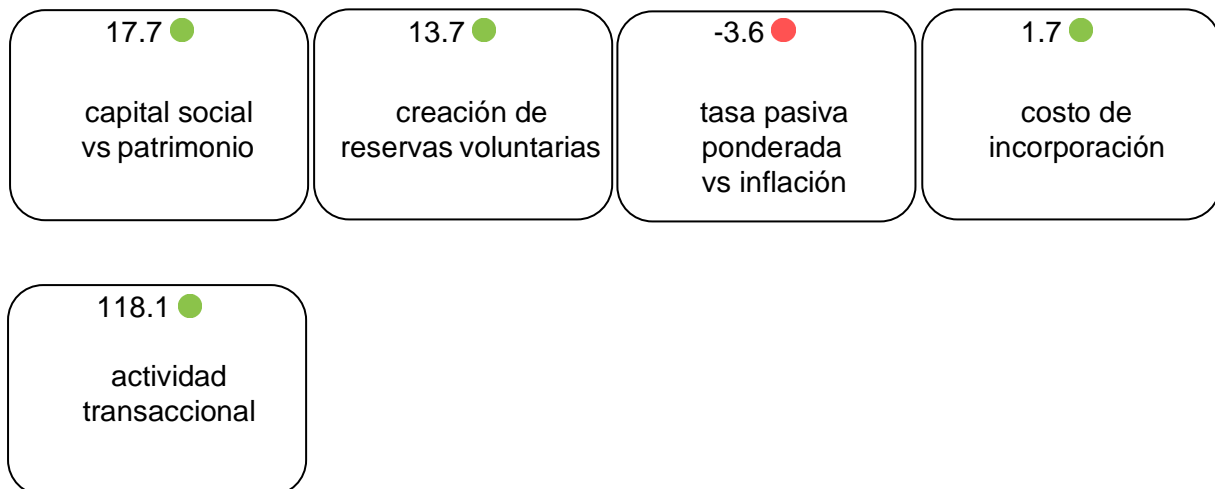 17.7
capital social
vs patrimonio
13.7
creación de
reservas voluntarias
-3.6
tasa pasiva
ponderada
vs inflación
1.7
costo de
incorporación
118.1
actividad
transaccional